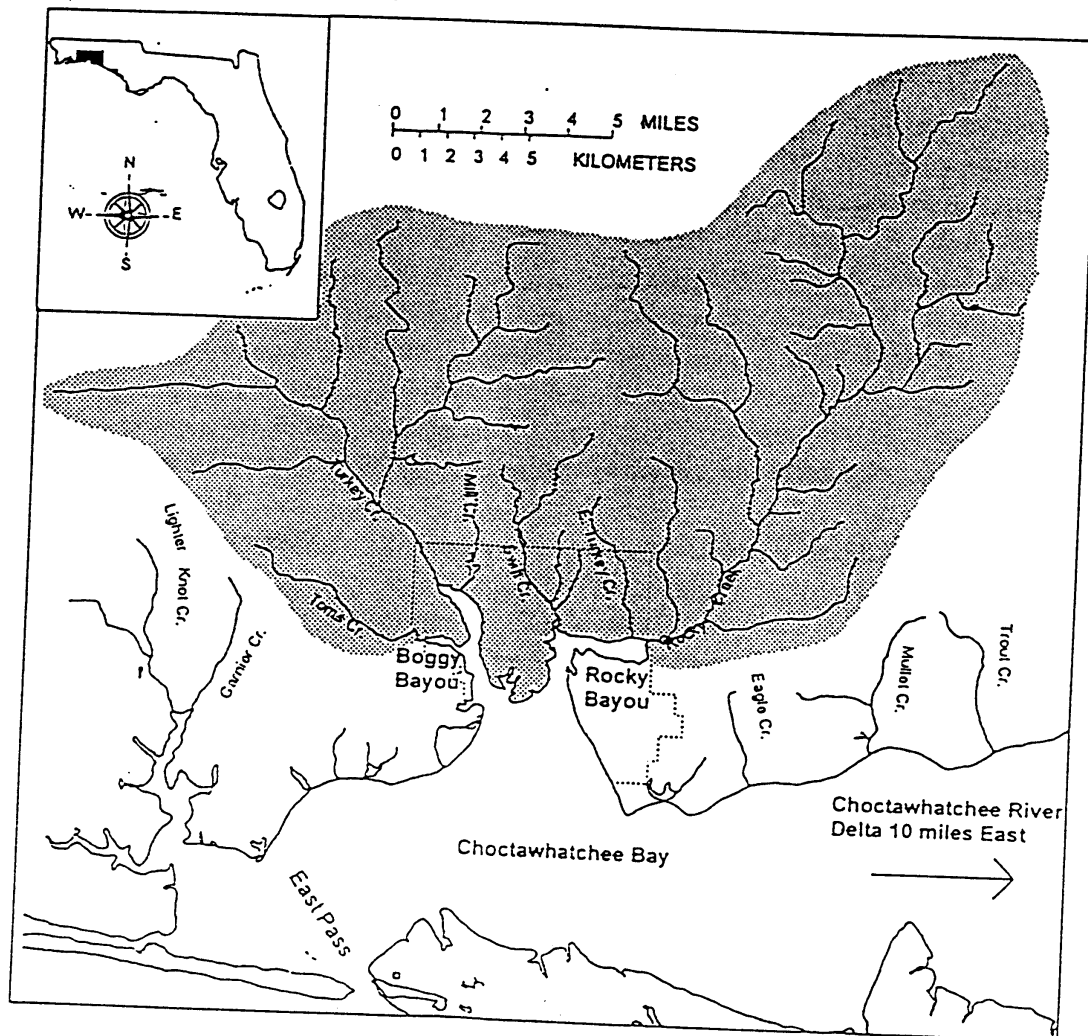 N
W E
S
0 1 2 3 4 5 MILES
0 1 2 3 4 5 KILOMETERS
Turkey Cr.
Mill Cr.
Swift Cr.
E. Turkey Cr.
Rocky Creek
Toms Cr.
Lighter
Knot Cr.
Garnier Cr.
Boggy
Bayou
Rocky
Bayou
Eagle Cr.
Mullet Cr.
Trout Cr.
Choctawhatchee River
Delta 10 miles East
Choctawhatchee Bay
East Pass